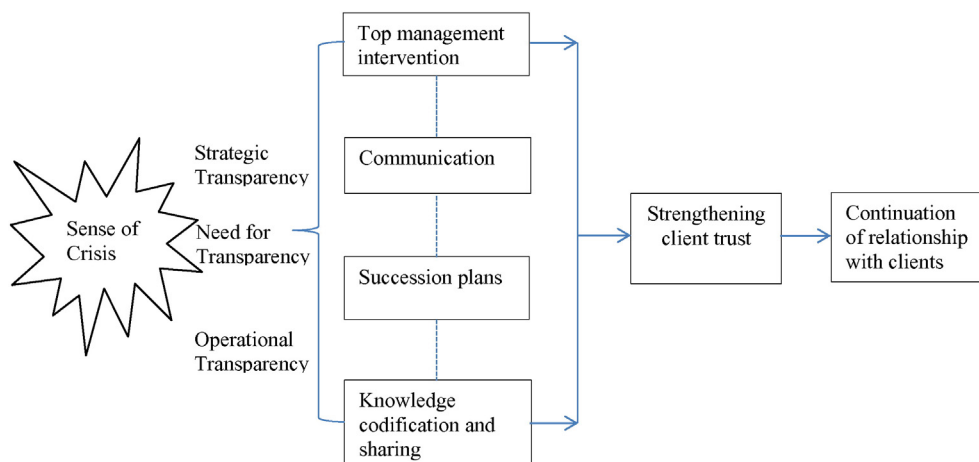 Top management
intervention
Strategic
Transparency
Communication
Sense of
Crisis
Need for
Transparency
Strengthening
client trust
Continuation
of relationship
with clients
Succession plans
Operational
Transparency
Knowledge
codification and
sharing